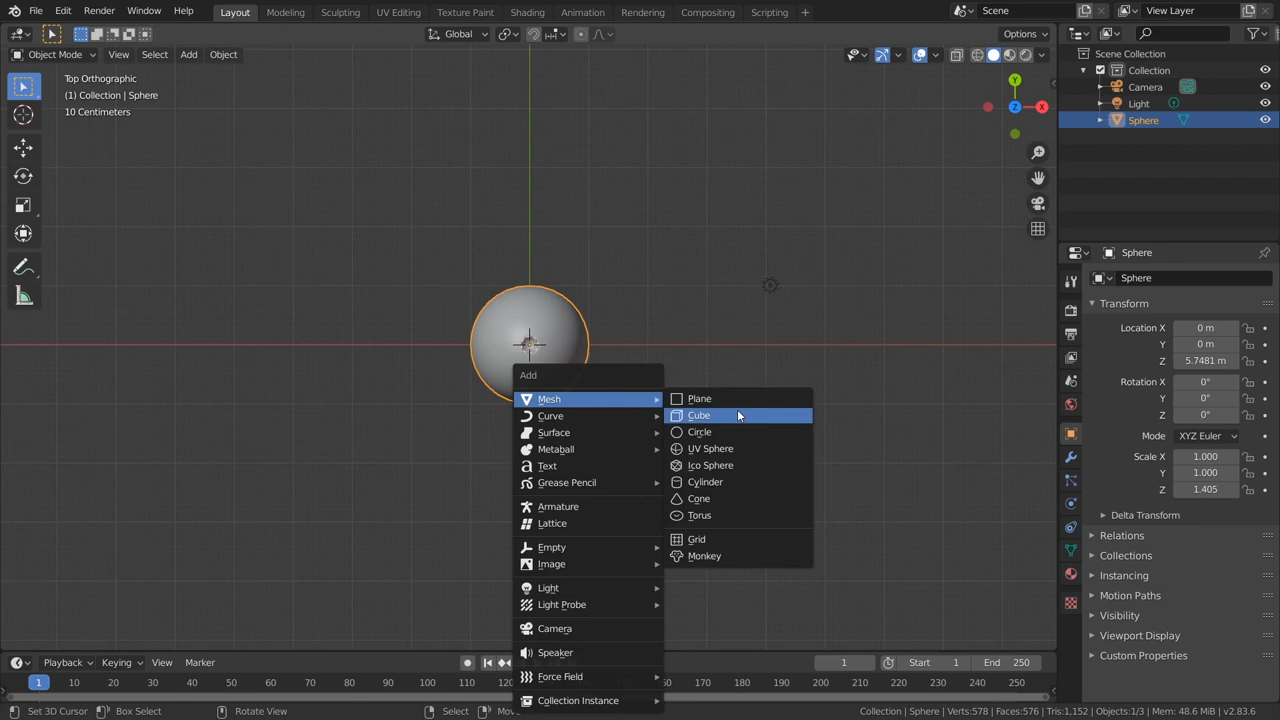 File Edit Render Window Help Layout Modeling Sculpting UV Editing Texture Paint Shading Animation Rendering Compositing Scripting + Scene View Layer
Global Options
Object Mode View Select Add Object
Top Orthographic
(1) Collection | Sphere
10 Centimeters
Y
Z
X
Add
Mesh
Curve
Surface
Metaball
Text
Grease Pencil
Armature
Lattice
Empty
Image
Light
Light Probe
Camera
Speaker
Force Field
Collection Instance
Plane
Cube
Circle
UV Sphere
Ico Sphere
Cylinder
Cone
Torus
Grid
Monkey
Scene Collection
Collection
Camera
Light
Sphere
Sphere
Sphere
Transform
Location X 0 m
Y 0 m
Z 5.7481 m
Rotation X 0°
Y 0°
Z 0°
Mode XYZ Euler
Scale X 1.000
Y 1.000
Z 1.405
Delta Transform
Relations
Collections
Instancing
Motion Paths
Visibility
Viewport Display
Custom Properties
Playback Keying View Marker 1 Start 1 End 250
1 10 20 30 40 50 60 70 80 90 100 110 120 130 140 150 160 170 180 190 200 210 220 230 240 250
Set 3D Cursor Box Select Rotate View Select Move Collection | Sphere | Verts:578 | Faces:576 | Tris:1,152 | Objects:1/3 | Mem: 48.6 MiB | v2.83.6